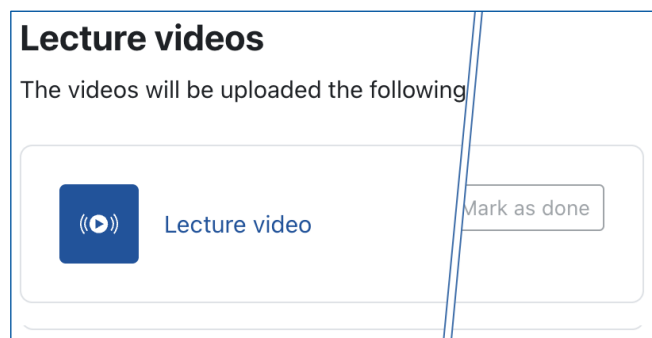 Lecture videos
The videos will be uploaded the following
Lecture video
Mark as done